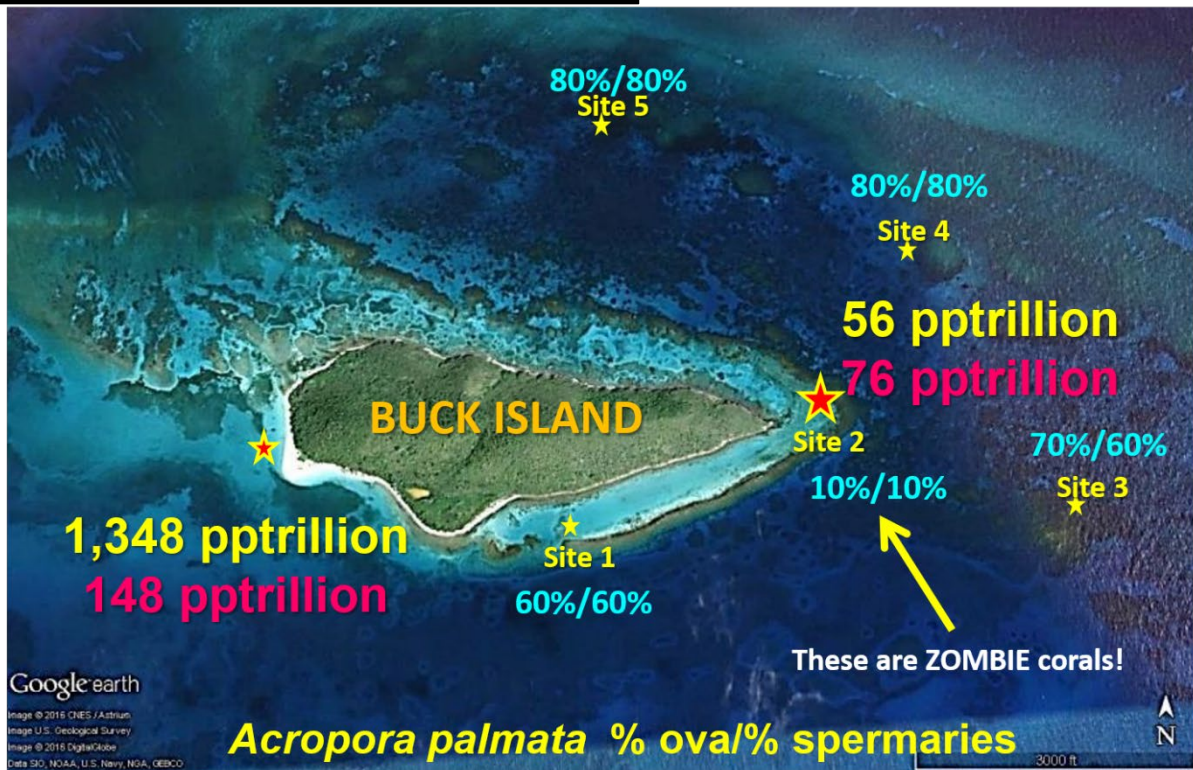 80%/80%
Site 5
80%/80%
Site 4
56 pptrillion
76 pptrillion
BUCK ISLAND
Site 2
10%/10%
70%/60%
Site 3
1,348 pptrillion
148 pptrillion
Site 1
60%/60%
These are ZOMBIE corals!
Google earth
Image © 2016 CNES / Astrium
Image U.S. Geological Survey
Image © 2016 DigitalGlobe
Data SIO, NOAA, U.S. Navy, NGA, GEBCO
Acropora palmata % ova/% spermaries
N
3000 ft